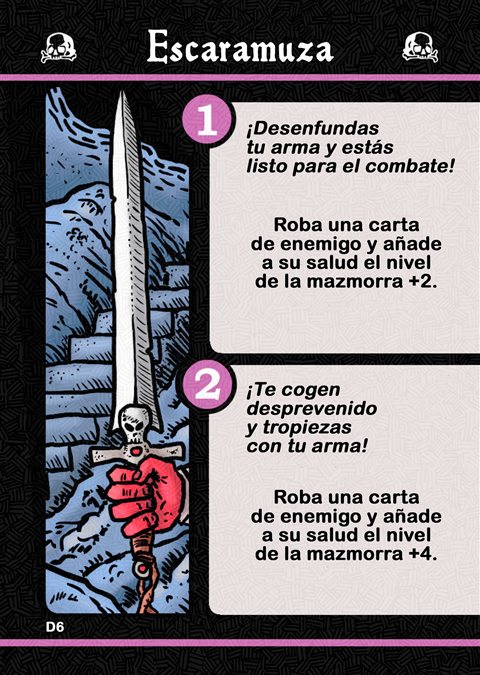 Escaramuza
1
¡Desenfundas
tu arma y estás
listo para el combate!
Roba una carta
de enemigo y añade
a su salud el nivel
de la mazmorra +2.
2
¡Te cogen
desprevenido
y tropiezas
con tu arma!
Roba una carta
de enemigo y añade
a su salud el nivel
de la mazmorra +4.
D6